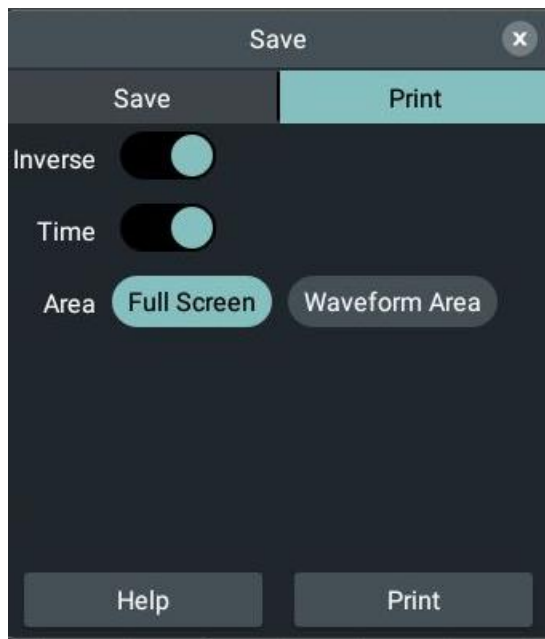 Save
Save Print
Inverse
Time
Area Full Screen Waveform Area
Help Print